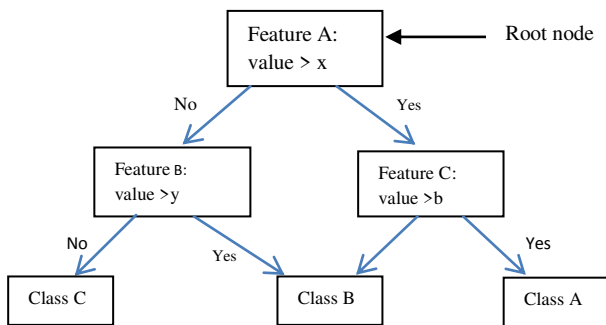 Feature A:
value > x
Root node
No
Yes
Feature B:
value >y
Feature C:
value >b
No
Yes
Yes
Class C
Class B
Class A